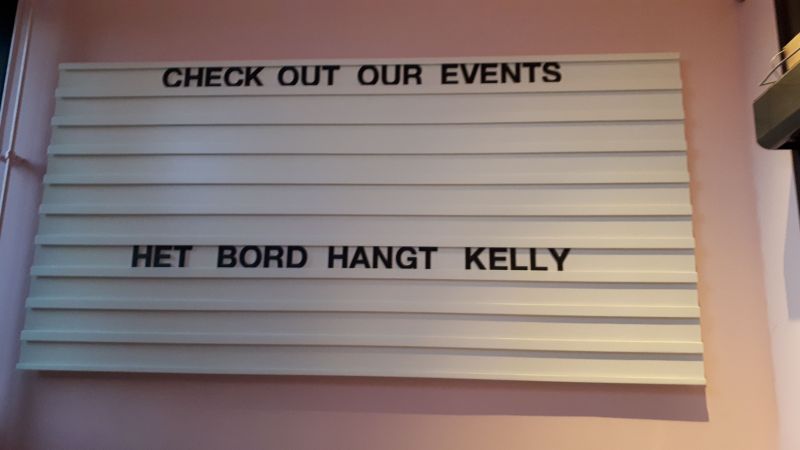 CHECK OUT OUR EVENTS
HET BORD HANGT KELLY